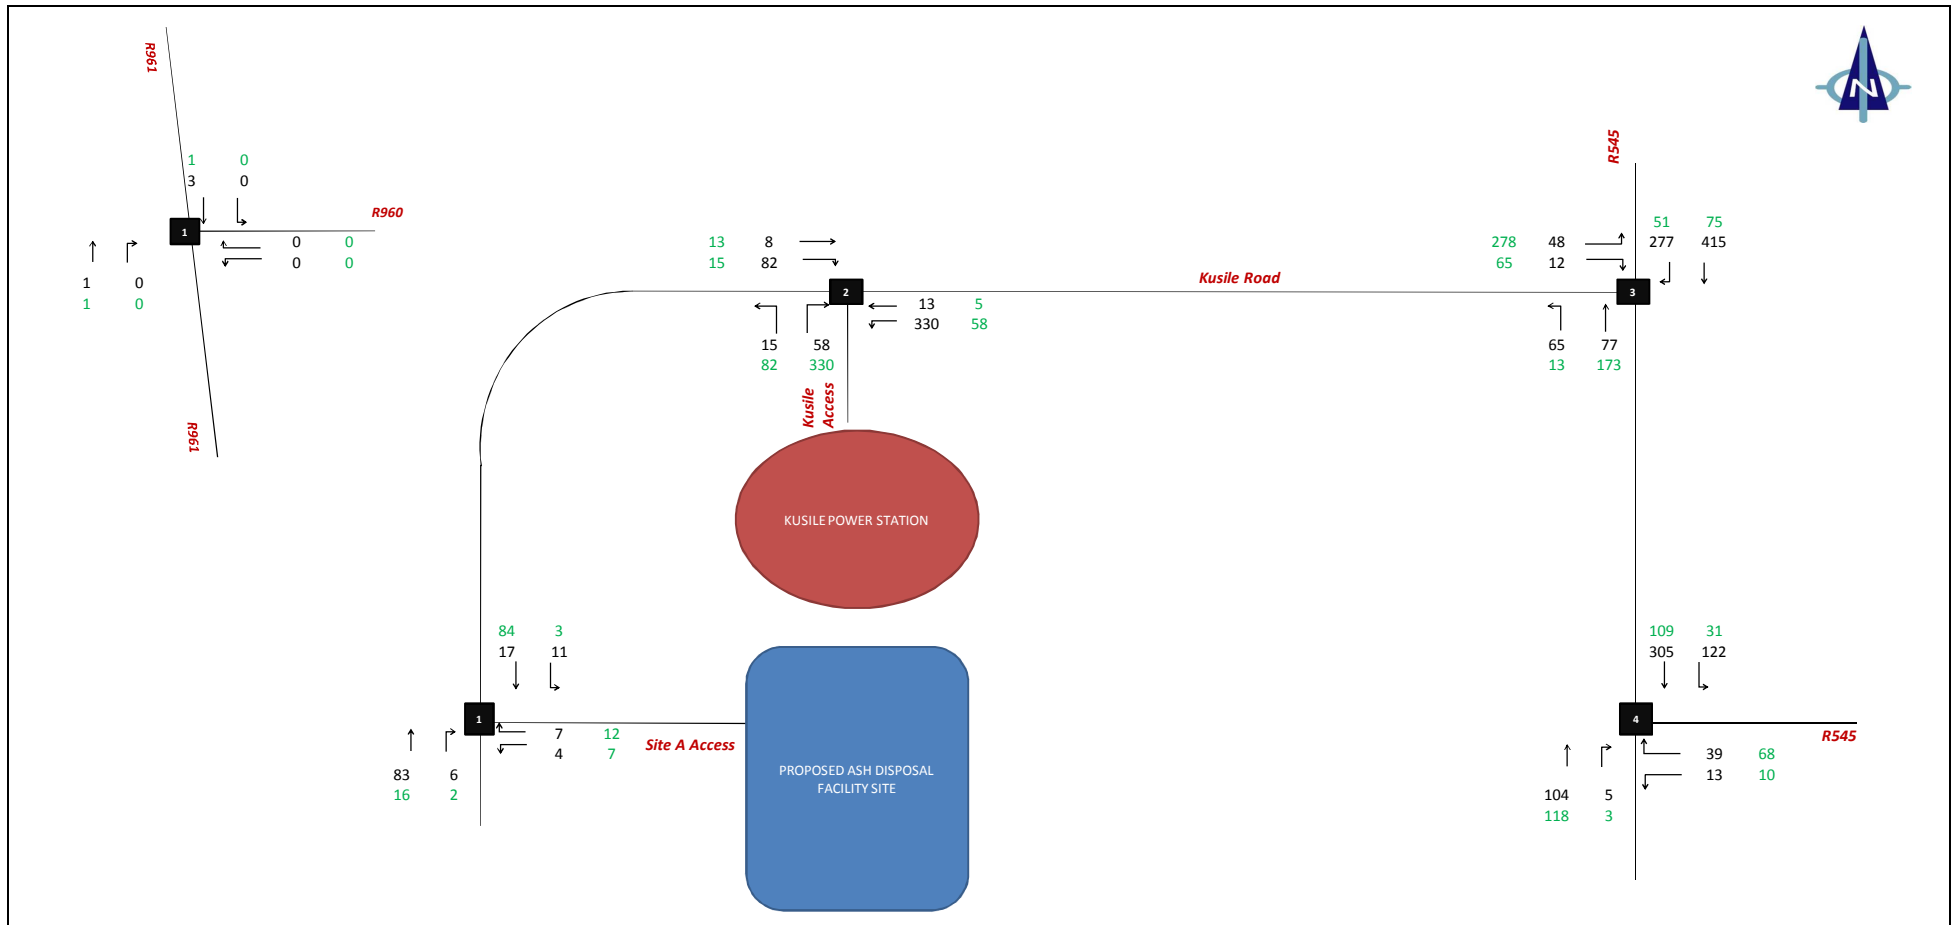 N
R961
R545
1 0
3 0
R960
1
0 0
0 0
1 0
1 0
R961
13 8
15 82
2
13 5
330 58
15 58
82 330
Kusile
Access
Kusile Road
278 48
65 12
51 75
277 415
3
65 77
13 173
KUSILE POWER STATION
84 3
17 11
1
7 12
4 7
Site A Access
83 6
16 2
PROPOSED ASH DISPOSAL
FACILITY SITE
109 31
305 122
4
R545
39 68
13 10
104 5
118 3